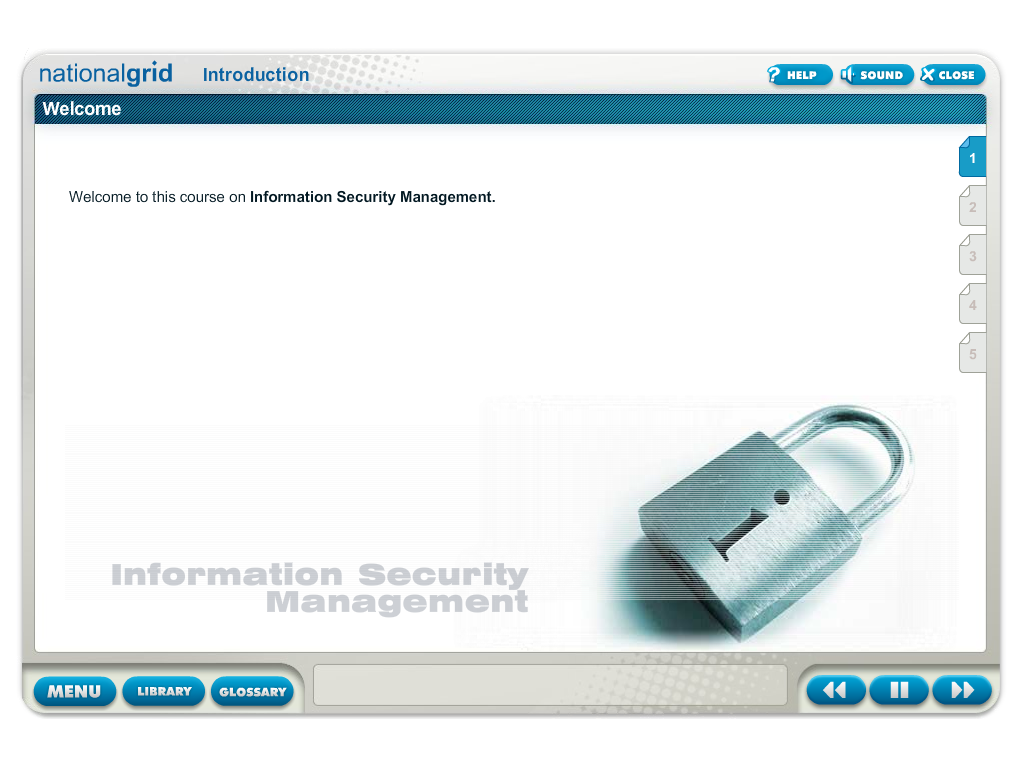 nationalgrid Introduction
HELP SOUND CLOSE
Welcome
1
Welcome to this course on Information Security Management.
2
3
4
5
i
Information Security
Management
MENU LIBRARY GLOSSARY